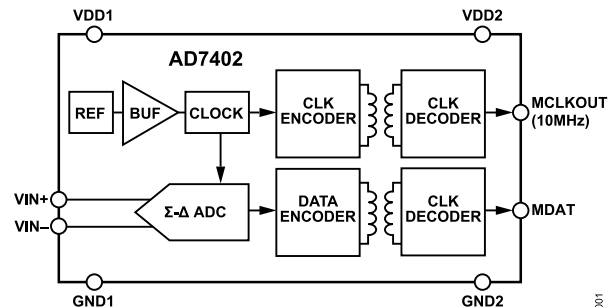 VDD1
VDD2
AD7402
REF
BUF
CLOCK
CLK
ENCODER
CLK
DECODER
MCLKOUT
(10MHz)
VIN+
VIN–
Σ-Δ ADC
DATA
ENCODER
CLK
DECODER
MDAT
GND1
GND2
001